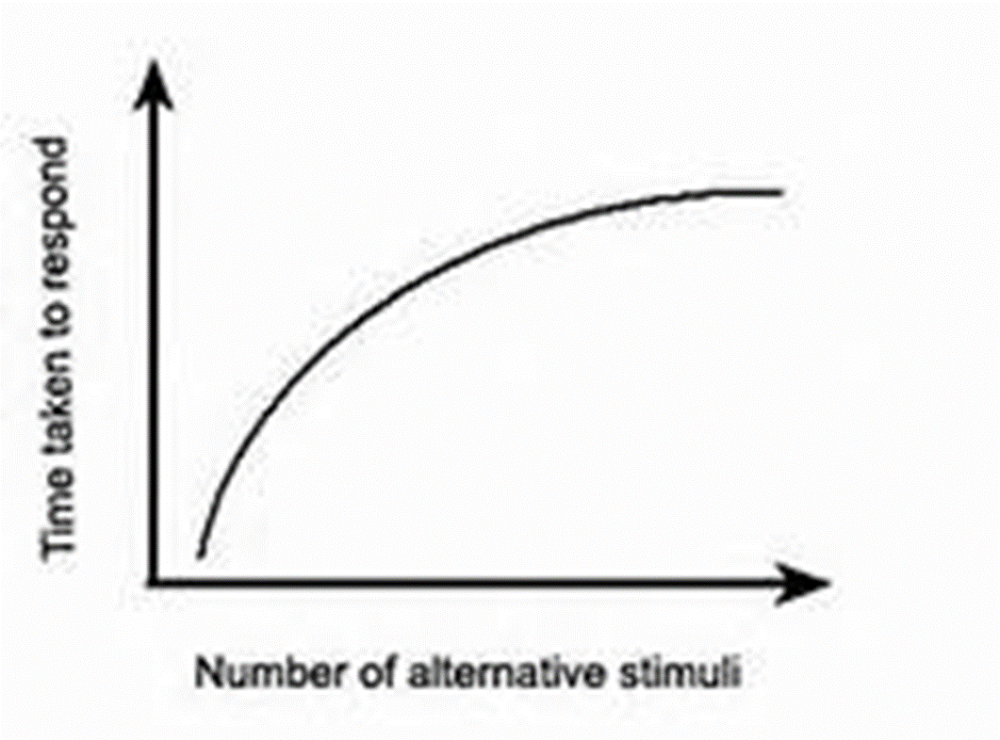 Time taken to respond
Number of alternative stimuli